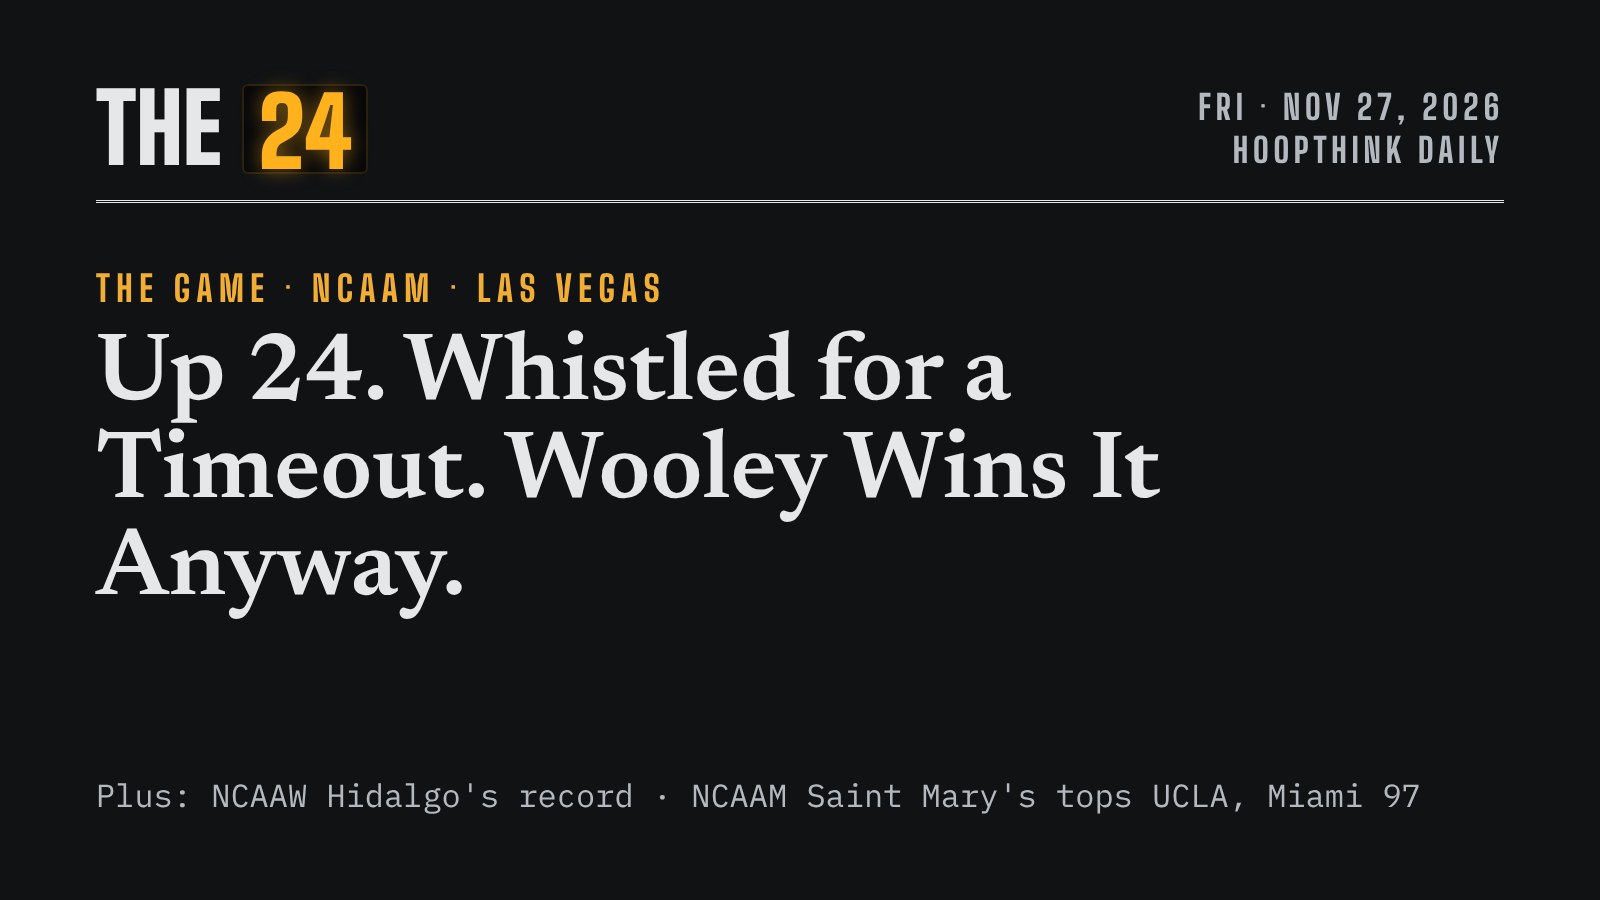 THE 24
FRI · NOV 27, 2026
HOOPTHINK DAILY
THE GAME · NCAAM · LAS VEGAS
Up 24. Whistled for a
Timeout. Wooley Wins It
Anyway.
Plus: NCAAW Hidalgo's record · NCAAM Saint Mary's tops UCLA, Miami 97